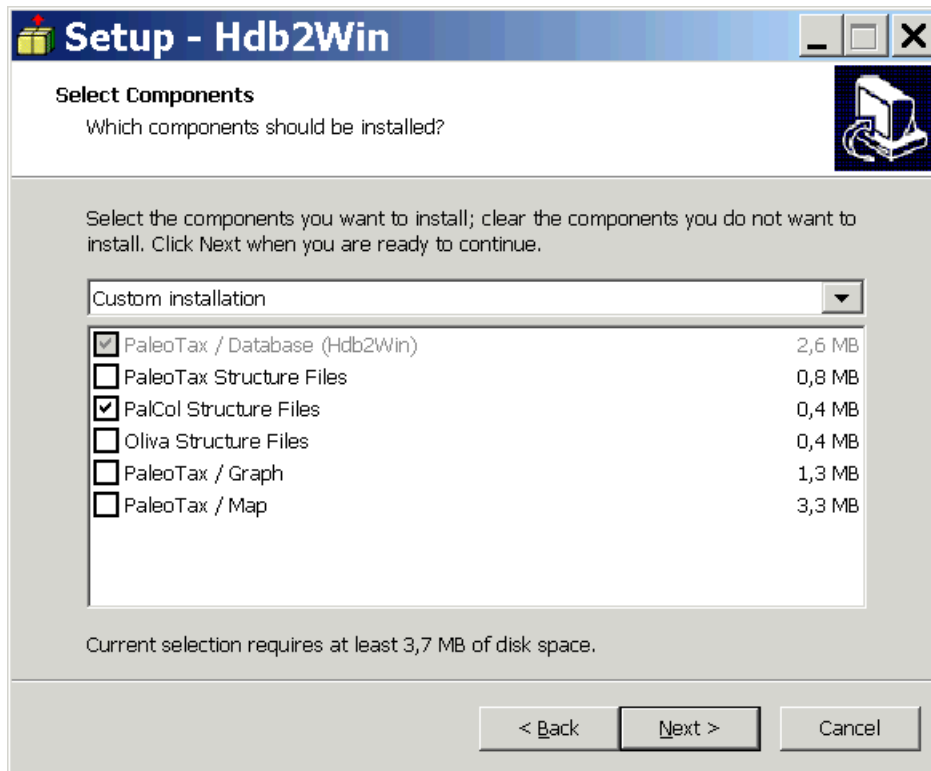 Setup - Hdb2Win
Select Components
Which components should be installed?
Select the components you want to install; clear the components you do not want to
install. Click Next when you are ready to continue.
Custom installation
PaleoTax / Database (Hdb2Win) 2,6 MB
PaleoTax Structure Files 0,8 MB
PalCol Structure Files 0,4 MB
Oliva Structure Files 0,4 MB
PaleoTax / Graph 1,3 MB
PaleoTax / Map 3,3 MB
Current selection requires at least 3,7 MB of disk space.
< Back Next > Cancel